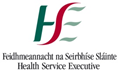 Feidhmeannacht na Seirbhíse Sláinte
Health Service Executive